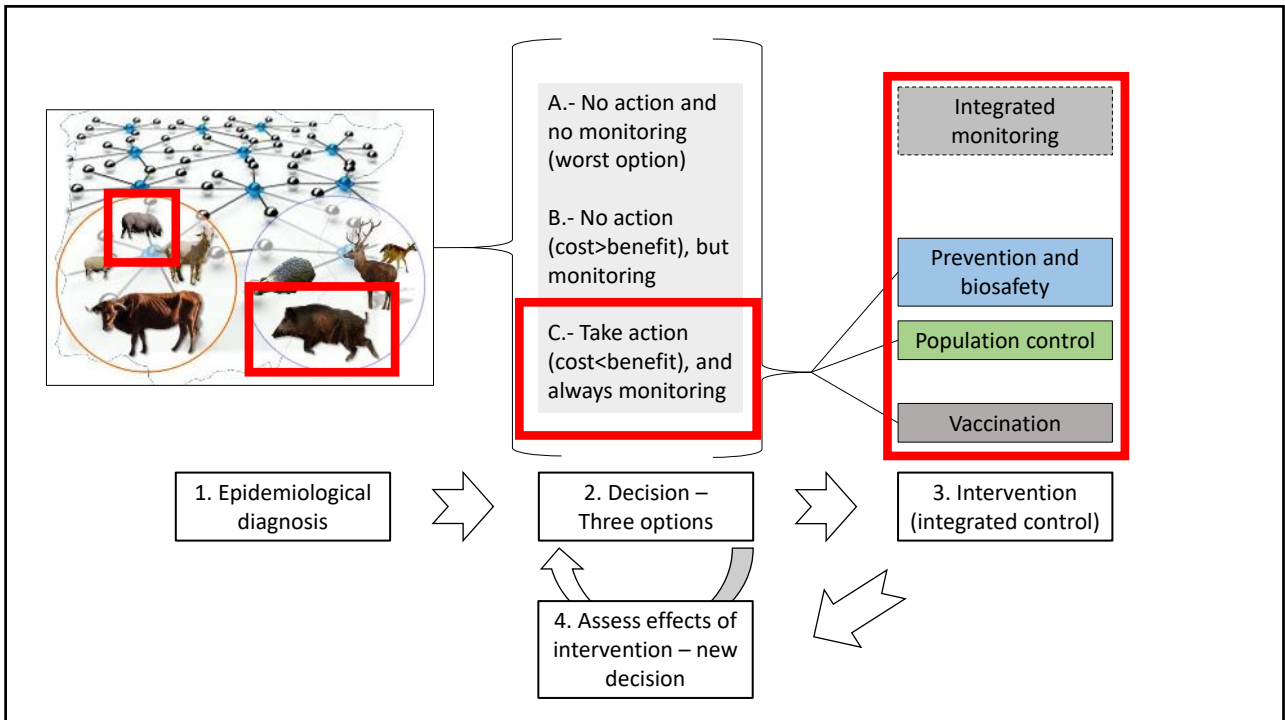 A.- No action and
no monitoring
(worst option)
B.- No action
(cost>benefit), but
monitoring
C.- Take action
(cost<benefit), and
always monitoring
Integrated
monitoring
Prevention and
biosafety
Population control
Vaccination
1. Epidemiological
diagnosis
2. Decision –
Three options
3. Intervention
(integrated control)
4. Assess effects of
intervention – new
decision